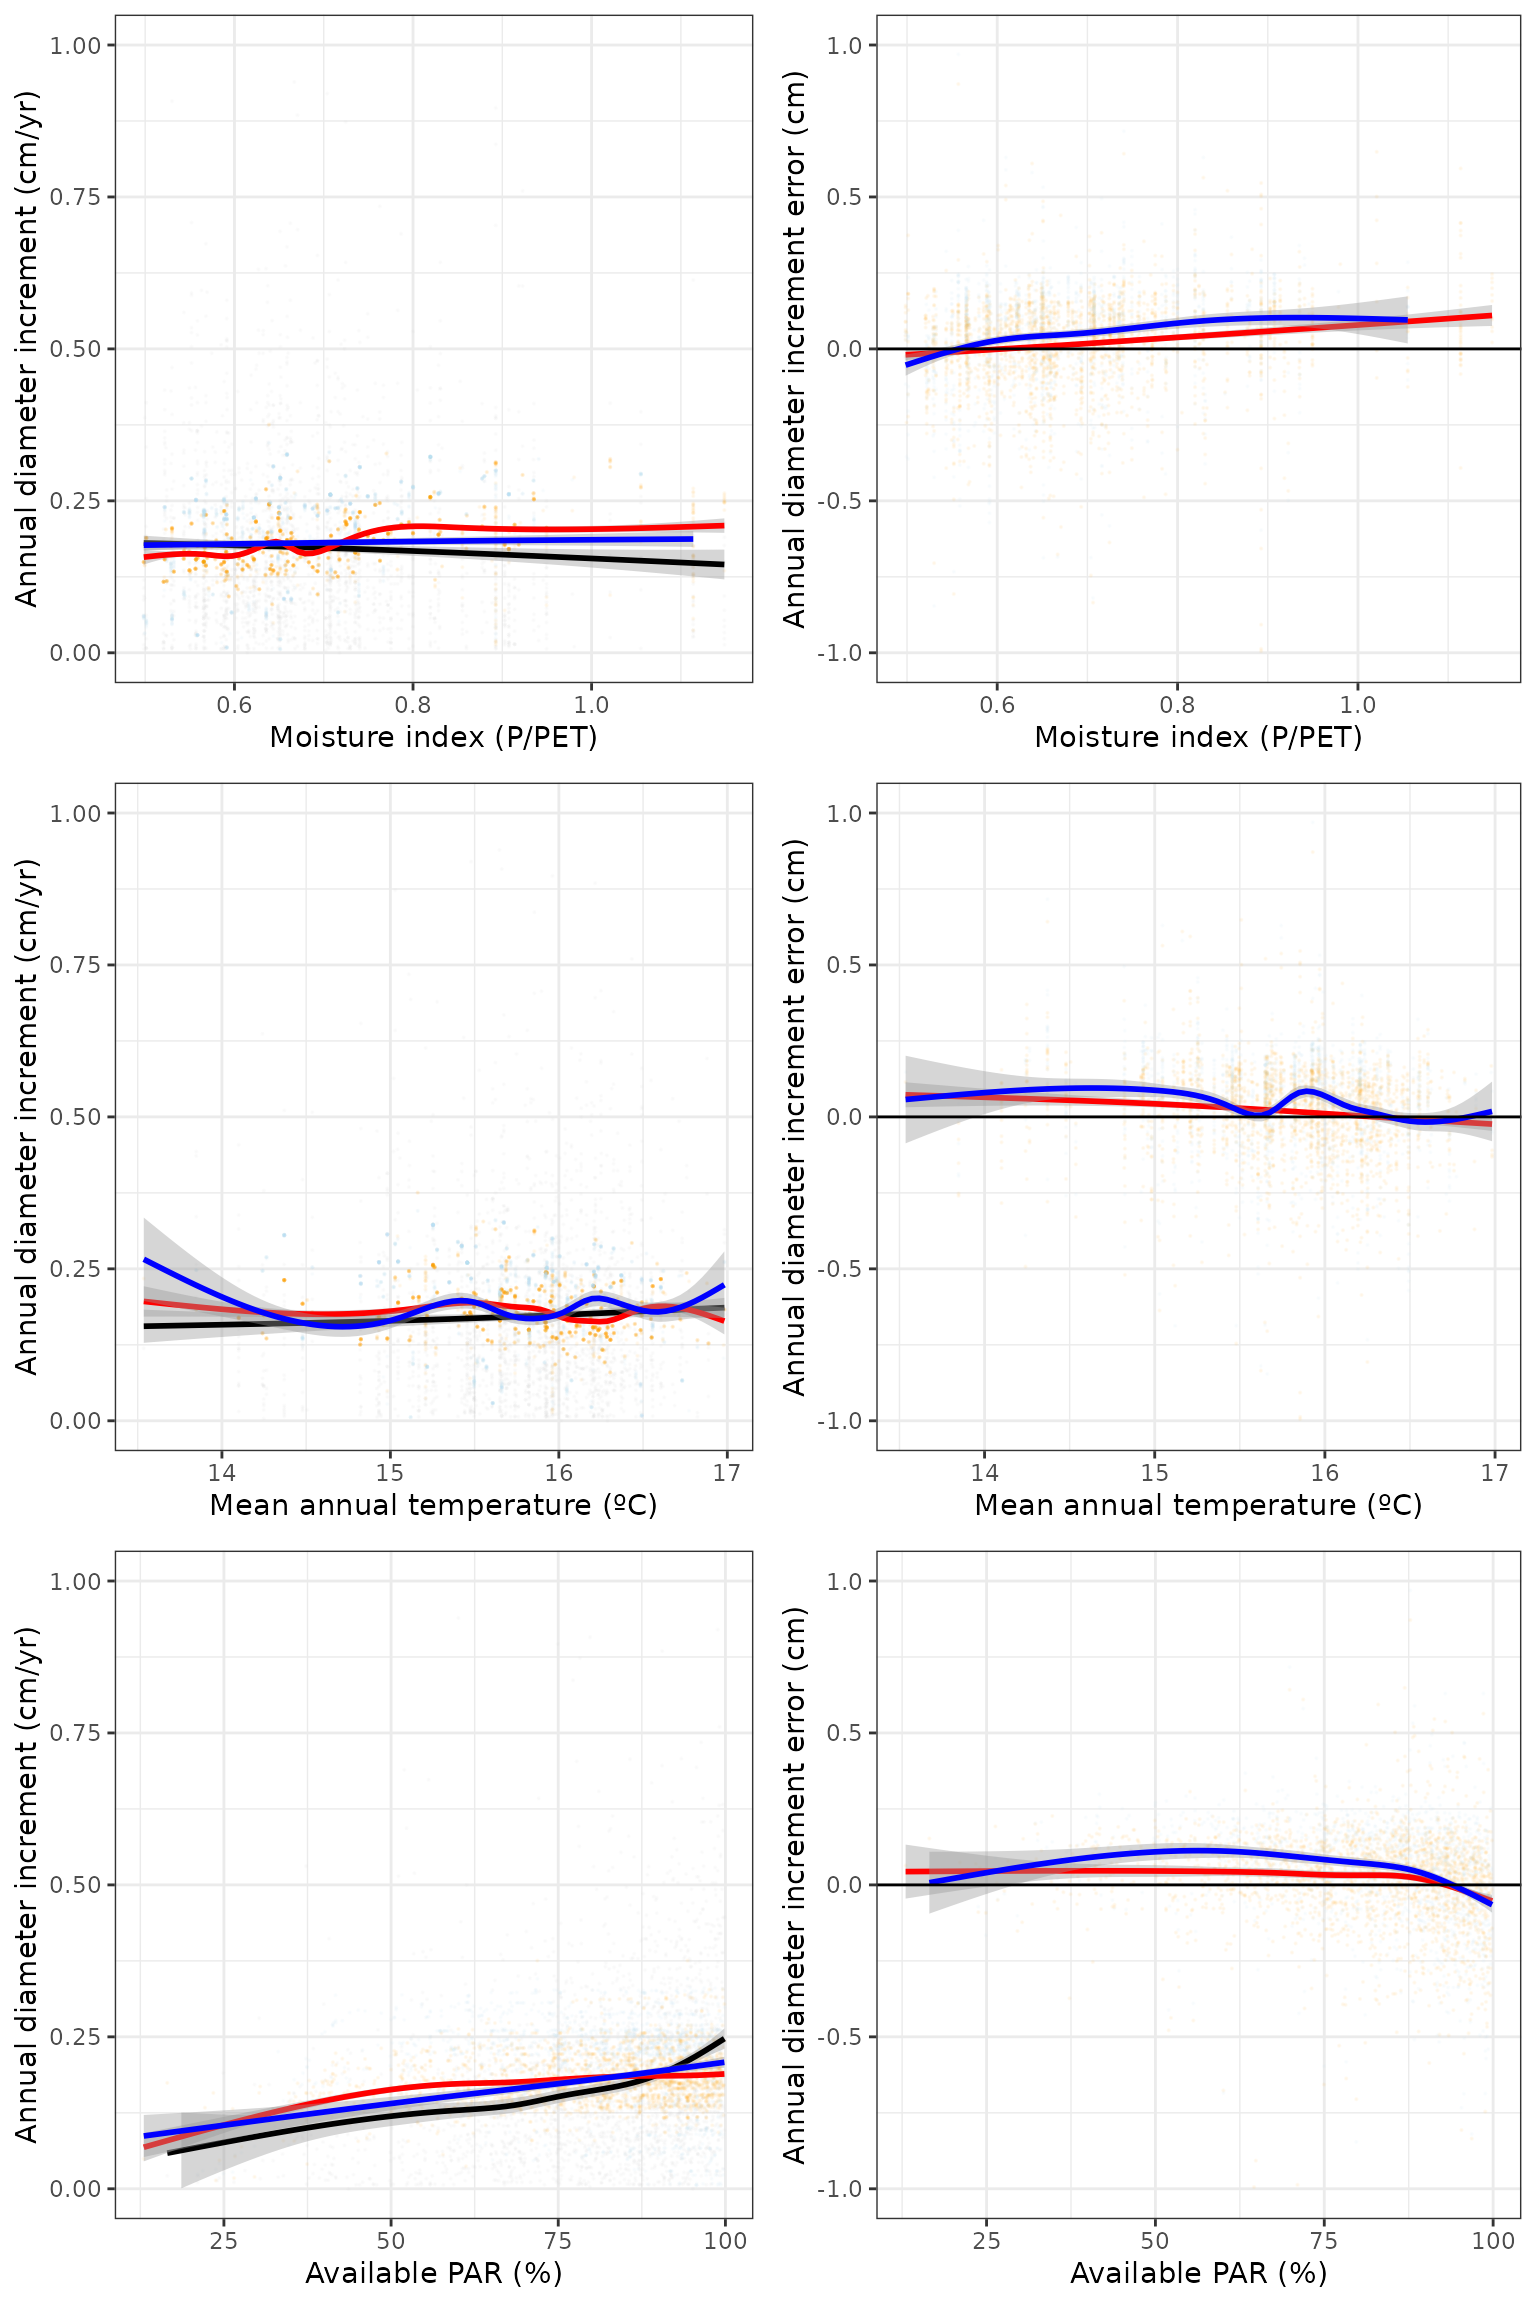 Annual diameter increment (cm/yr)
1.00
0.75
0.50
0.25
0.00
0.6 0.8 1.0
Moisture index (P/PET)
Annual diameter increment error (cm)
1.0
0.5
0.0
-0.5
-1.0
0.6 0.8 1.0
Moisture index (P/PET)
Annual diameter increment (cm/yr)
1.00
0.75
0.50
0.25
0.00
14 15 16 17
Mean annual temperature (ºC)
Annual diameter increment error (cm)
1.0
0.5
0.0
-0.5
-1.0
14 15 16 17
Mean annual temperature (ºC)
Annual diameter increment (cm/yr)
1.00
0.75
0.50
0.25
0.00
25 50 75 100
Available PAR (%)
Annual diameter increment error (cm)
1.0
0.5
0.0
-0.5
-1.0
25 50 75 100
Available PAR (%)